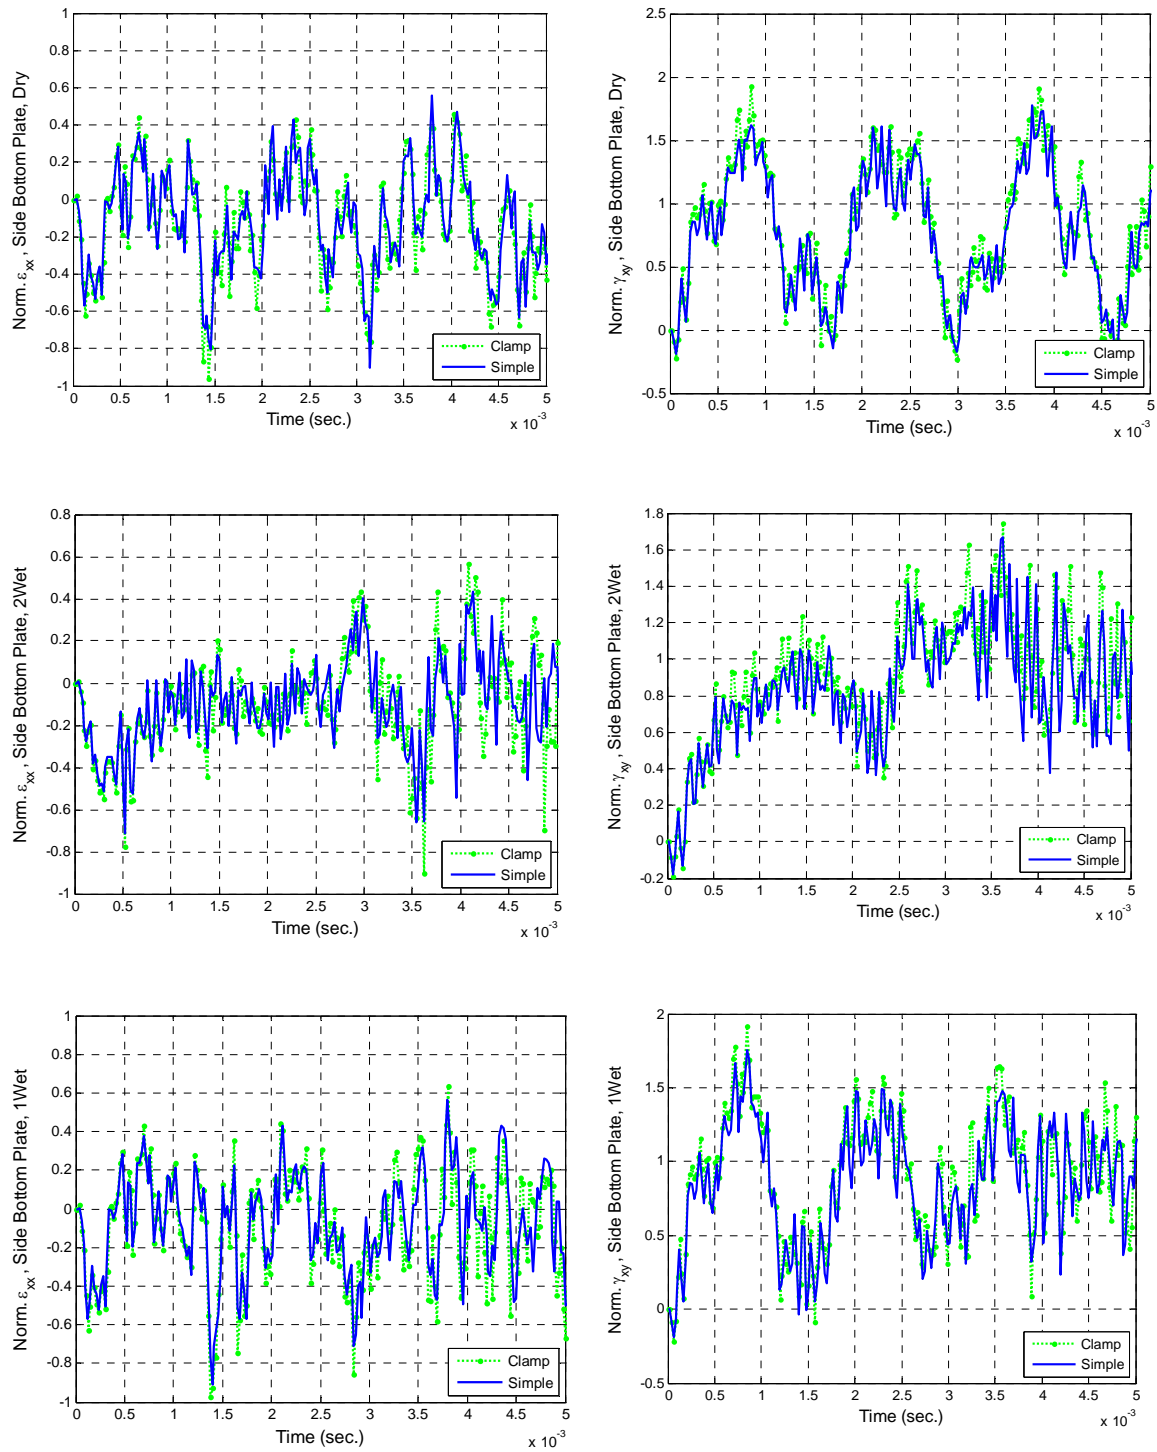 1
0.8
0.6
0.4
0.2
0
-0.2
-0.4
-0.6
-0.8
-1
0 0.5 1 1.5 2 2.5 3 3.5 4 4.5 5
x 10-3
Time (sec.)
Norm. εxx , Side Bottom Plate, Dry
Clamp
Simple
2.5
2
1.5
1
0.5
0
-0.5
0 0.5 1 1.5 2 2.5 3 3.5 4 4.5 5
x 10-3
Time (sec.)
Norm. γxy , Side Bottom Plate, Dry
Clamp
Simple
0.8
0.6
0.4
0.2
0
-0.2
-0.4
-0.6
-0.8
-1
0 0.5 1 1.5 2 2.5 3 3.5 4 4.5 5
x 10-3
Time (sec.)
Norm. εxx , Side Bottom Plate, 2Wet
Clamp
Simple
1.8
1.6
1.4
1.2
1
0.8
0.6
0.4
0.2
0
-0.2
0 0.5 1 1.5 2 2.5 3 3.5 4 4.5 5
x 10-3
Time (sec.)
Norm. γxy , Side Bottom Plate, 2Wet
Clamp
Simple
1
0.8
0.6
0.4
0.2
0
-0.2
-0.4
-0.6
-0.8
-1
0 0.5 1 1.5 2 2.5 3 3.5 4 4.5 5
x 10-3
Time (sec.)
Norm. εxx , Side Bottom Plate, 1Wet
Clamp
Simple
2
1.5
1
0.5
0
-0.5
0 0.5 1 1.5 2 2.5 3 3.5 4 4.5 5
x 10-3
Time (sec.)
Norm. γxy , Side Bottom Plate, 1Wet
Clamp
Simple